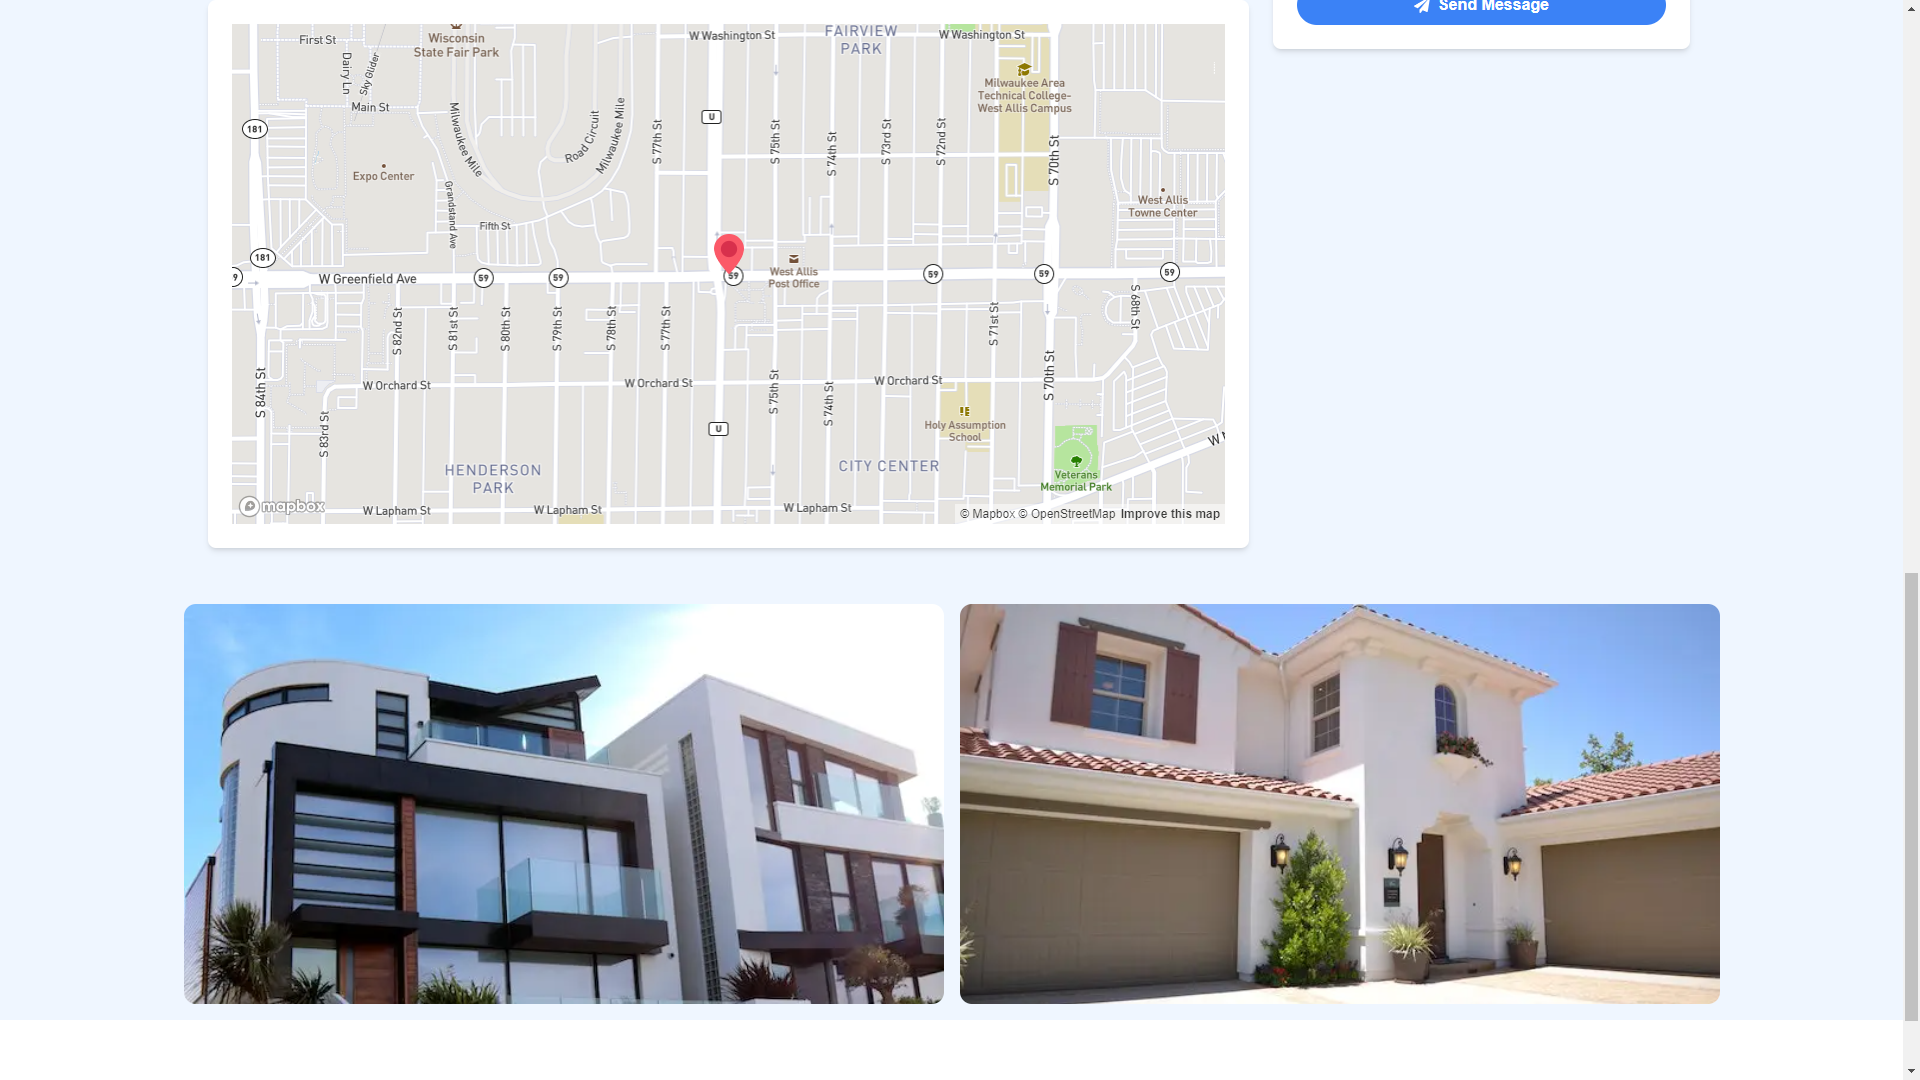 Send Message
First St
Wisconsin
State Fair Park
W Washington St
FAIRVIEW
PARK
W Washington St
Dairy Ln
Sky Glider
Main St
Milwaukee Mile
Road Circuit
Milwaukee Mile
S 77th St
U
S 75th St
S 74th St
S 73rd St
S 72nd St
Milwaukee Area
Technical College-
West Allis Campus
S 70th St
181
Expo Center
Grandstand Ave
Fifth St
West Allis
Towne Center
181
9
W Greenfield Ave
59
59
59
West Allis
Post Office
59
59
59
S 82nd St
S 81st St
S 80th St
S 79th St
S 78th St
S 77th St
S 71st St
S 68th St
S 84th St
W Orchard St
W Orchard St
W Orchard St
S 70th St
S 83rd St
S 75th St
S 74th St
U
Holy Assumption
School
W
HENDERSON
PARK
CITY CENTER
Veterans
Memorial Park
mapbox
W Lapham St
W Lapham St
W Lapham St
© Mapbox © OpenStreetMap Improve this map